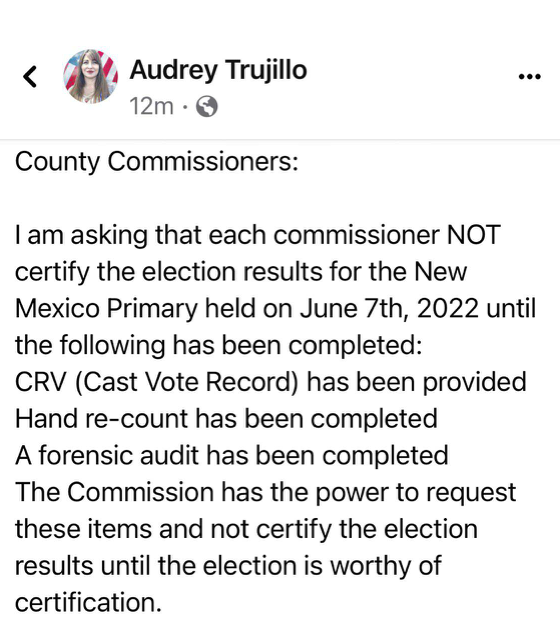 Audrey Trujillo
12m ·
County Commissioners:
I am asking that each commissioner NOT
certify the election results for the New
Mexico Primary held on June 7th, 2022 until
the following has been completed:
CRV (Cast Vote Record) has been provided
Hand re-count has been completed
A forensic audit has been completed
The Commission has the power to request
these items and not certify the election
results until the election is worthy of
certification.